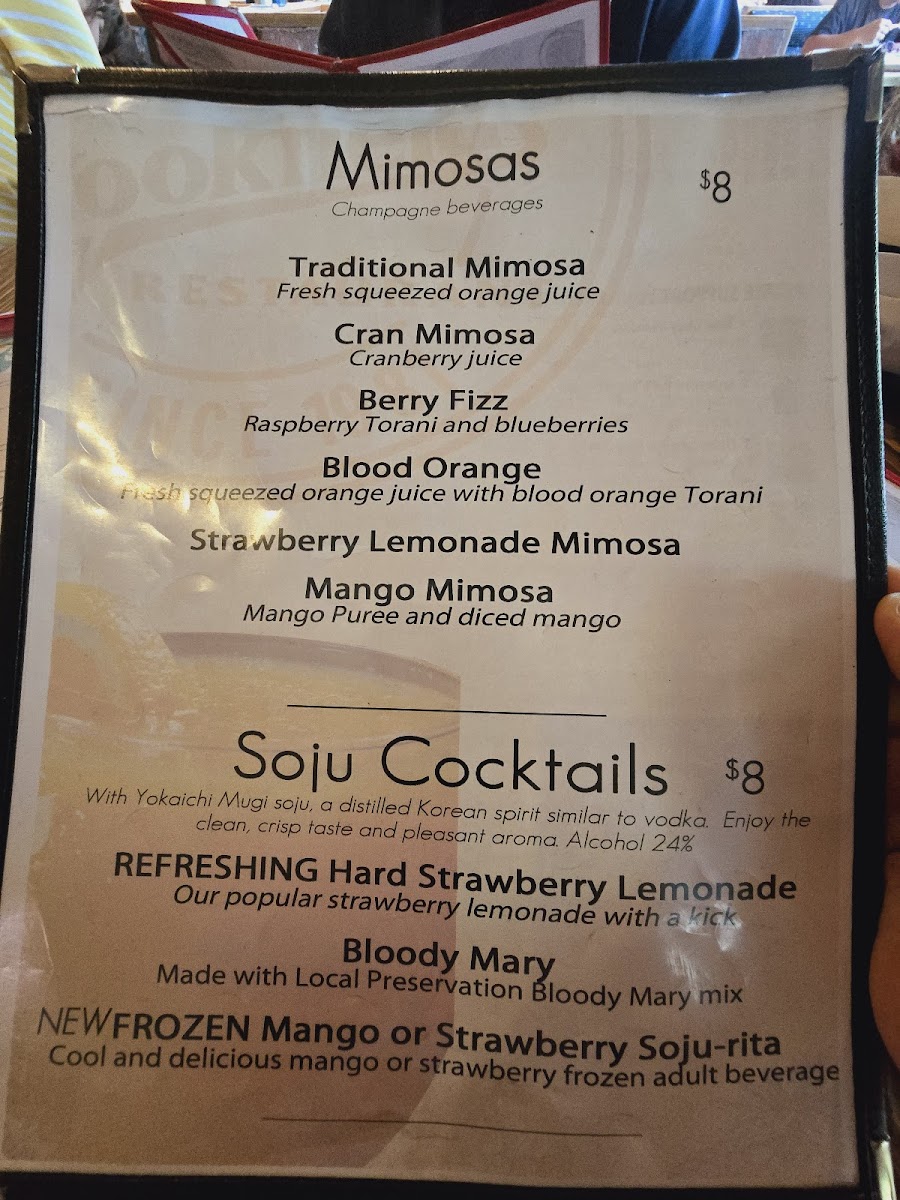 Mimosas
$8
Champagne beverages
Traditional Mimosa
Fresh squeezed orange juice
Cran Mimosa
Cranberry juice
Berry Fizz
Raspberry Torani and blueberries
Blood Orange
Fresh squeezed orange juice with blood orange Torani
Strawberry Lemonade Mimosa
Mango Mimosa
Mango Puree and diced mango
Soju Cocktails $8
With Yokaichi Mugi soju, a distilled Korean spirit similar to vodka. Enjoy the
clean, crisp taste and pleasant aroma. Alcohol 24%
REFRESHING Hard Strawberry Lemonade
Our popular strawberry lemonade with a kick
Bloody Mary
Made with Local Preservation Bloody Mary mix
NEW FROZEN Mango or Strawberry Soju-rita
Cool and delicious mango or strawberry frozen adult beverage